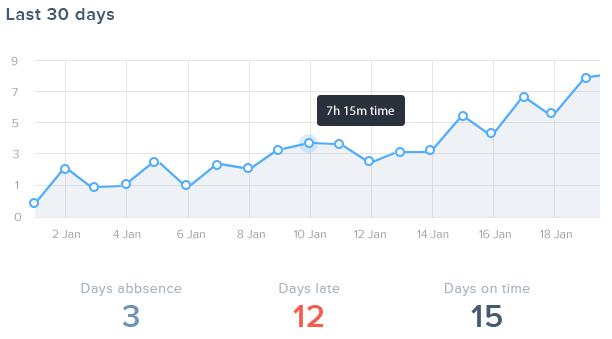 Last 30 days
9
7
5
3
1
0
7h 15m time
2 Jan 4 Jan 6 Jan 8 Jan 10 Jan 12 Jan 14 Jan 16 Jan 18 Jan
Days abbsence Days late Days on time
3 12 15